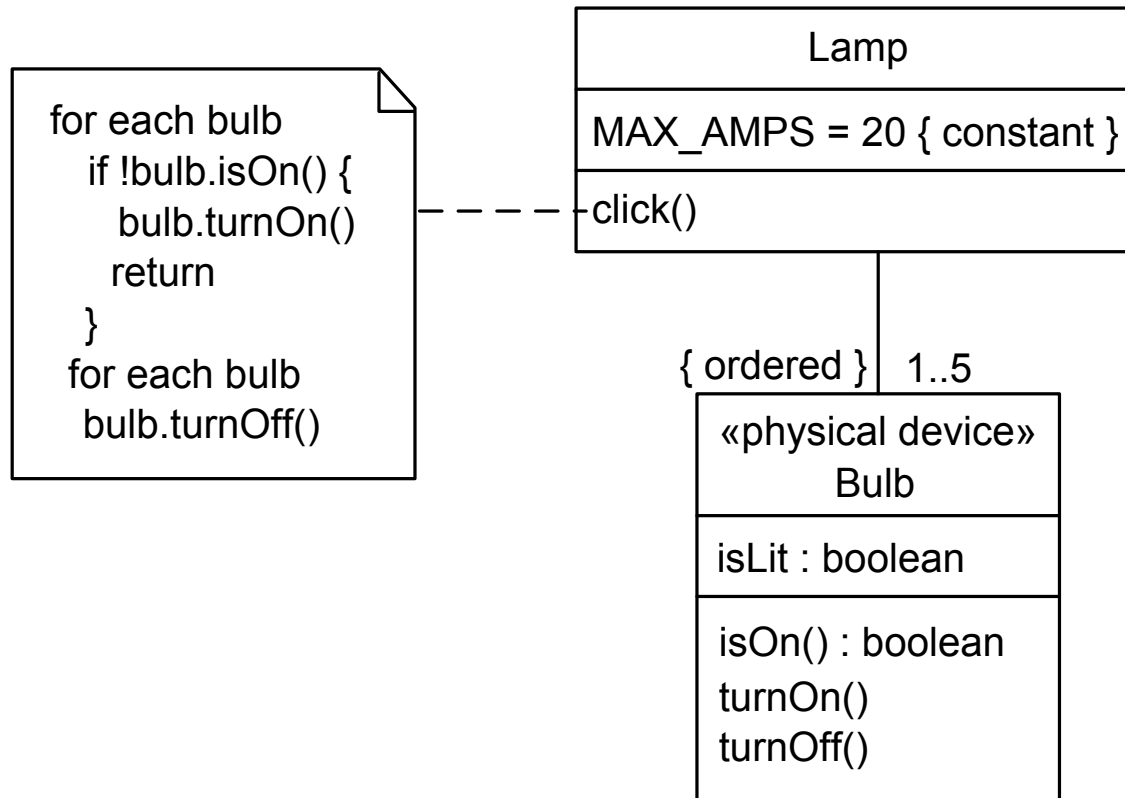 for each bulb
if !bulb.isOn() {
bulb.turnOn()
return
}
for each bulb
bulb.turnOff()
Lamp
MAX_AMPS = 20 { constant }
click()
{ ordered } 1..5
«physical device»
Bulb
isLit : boolean
isOn() : boolean
turnOn()
turnOff()